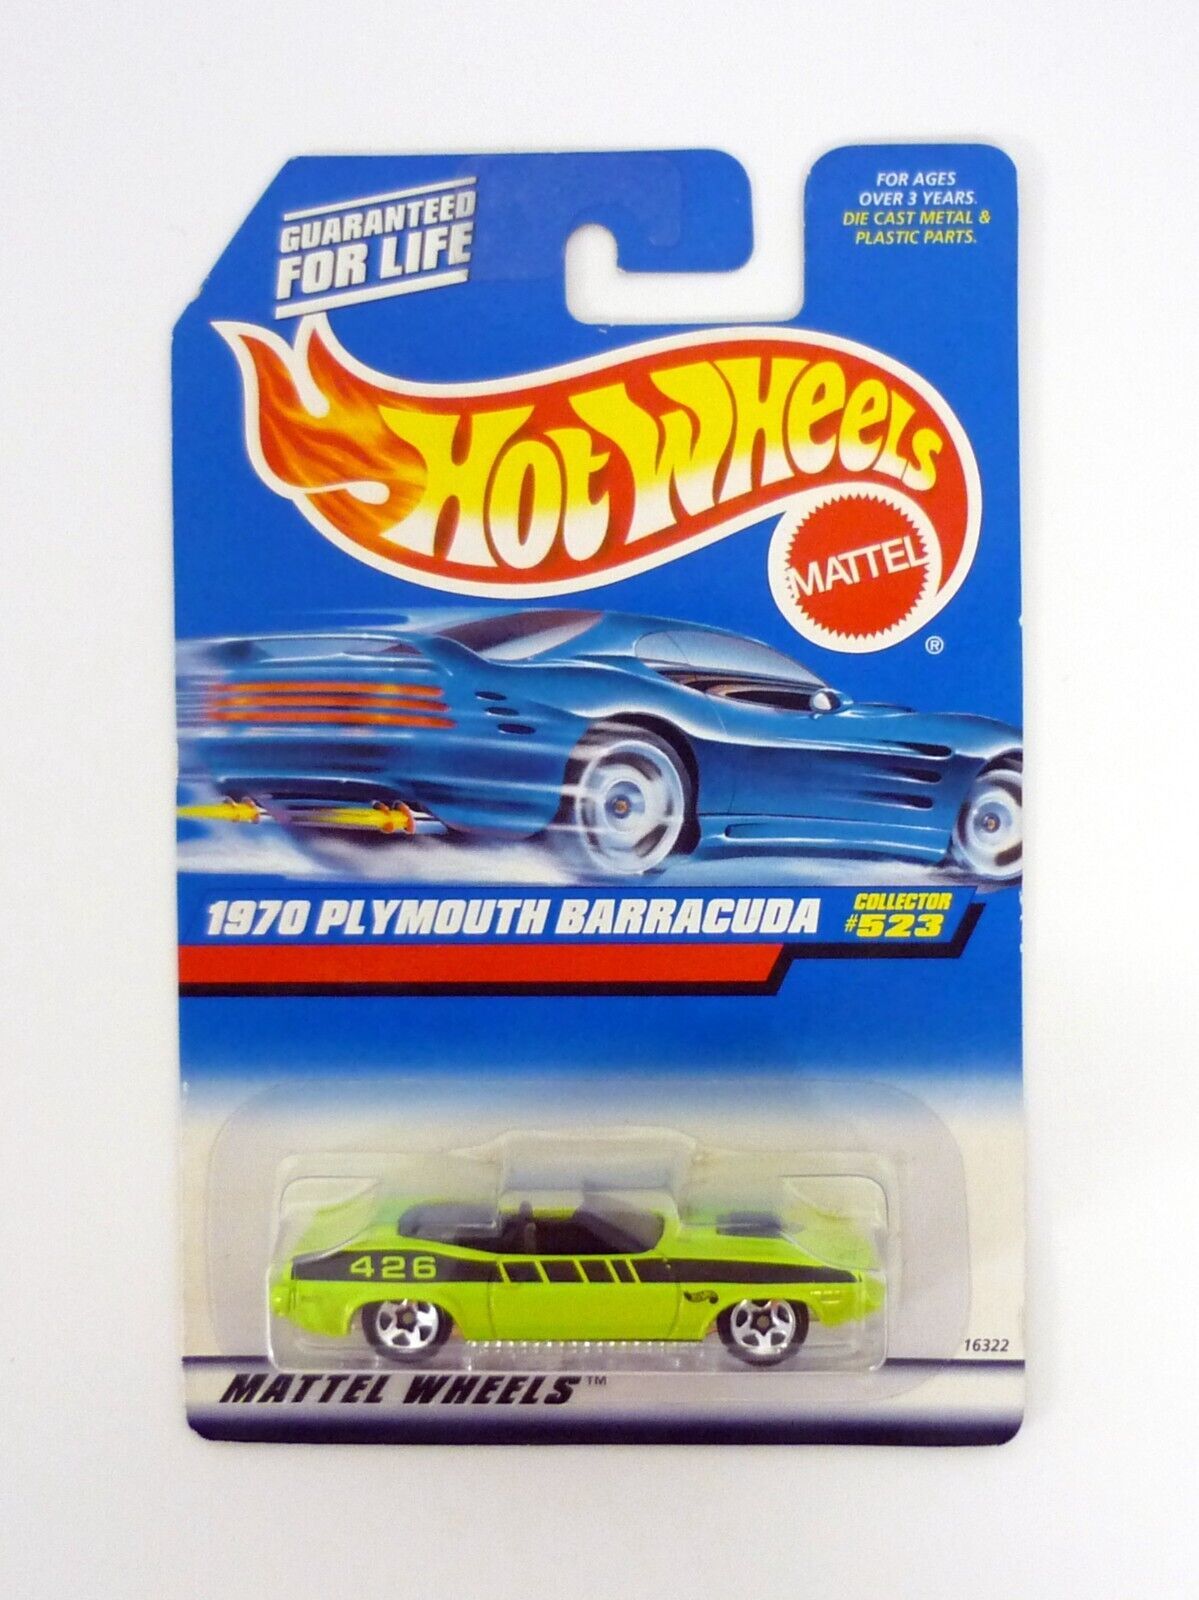 GUARANTEED
FOR LIFE
FOR AGES
OVER 3 YEARS.
DIE CAST METAL &
PLASTIC PARTS.
HOT WHEELS
MATTEL
®
1970 PLYMOUTH BARRACUDA
COLLECTOR
#523
426
16322
MATTEL WHEELS™